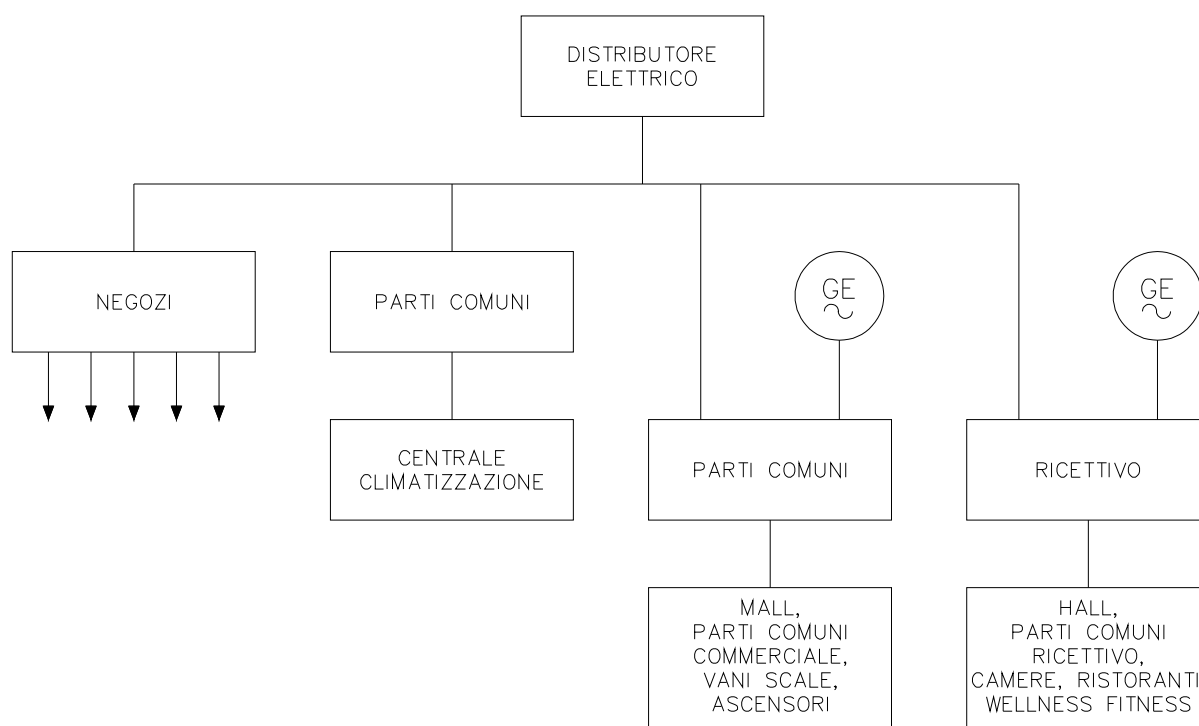 DISTRIBUTORE
ELETTRICO
NEGOZI
PARTI COMUNI
GE
GE
CENTRALE
CLIMATIZZAZIONE
PARTI COMUNI
RICETTIVO
MALL,
PARTI COMUNI
COMMERCIALE,
VANI SCALE,
ASCENSORI
HALL,
PARTI COMUNI
RICETTIVO,
CAMERE, RISTORANTI
WELLNESS FITNESS